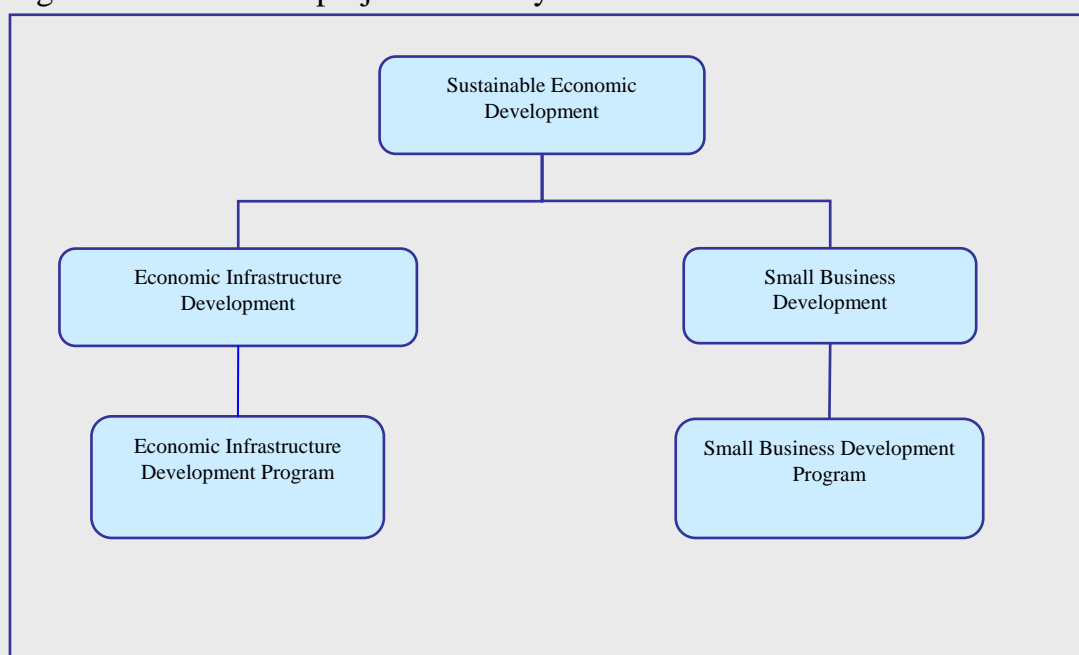 Sustainable Economic
Development
Economic Infrastructure
Development
Small Business
Development
Economic Infrastructure
Development Program
Small Business Development
Program